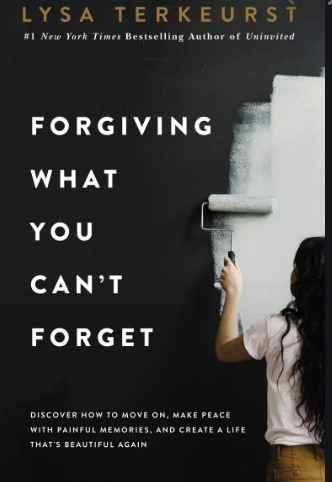 LYSA TERKEURST
#1 New York Times Bestselling Author of Uninvited
FORGIVING
WHAT
YOU
CAN'T
FORGET
DISCOVER HOW TO MOVE ON, MAKE PEACE
WITH PAINFUL MEMORIES, AND CREATE A LIFE
THAT'S BEAUTIFUL AGAIN